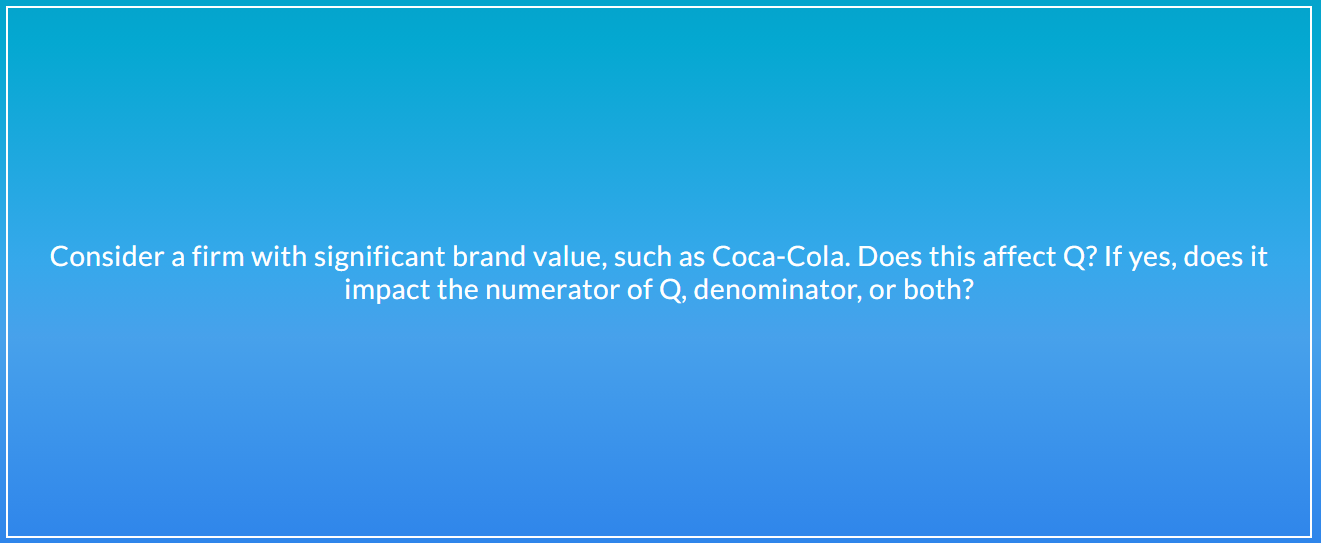 Consider a firm with significant brand value, such as Coca-Cola. Does this affect Q? If yes, does it
impact the numerator of Q, denominator, or both?